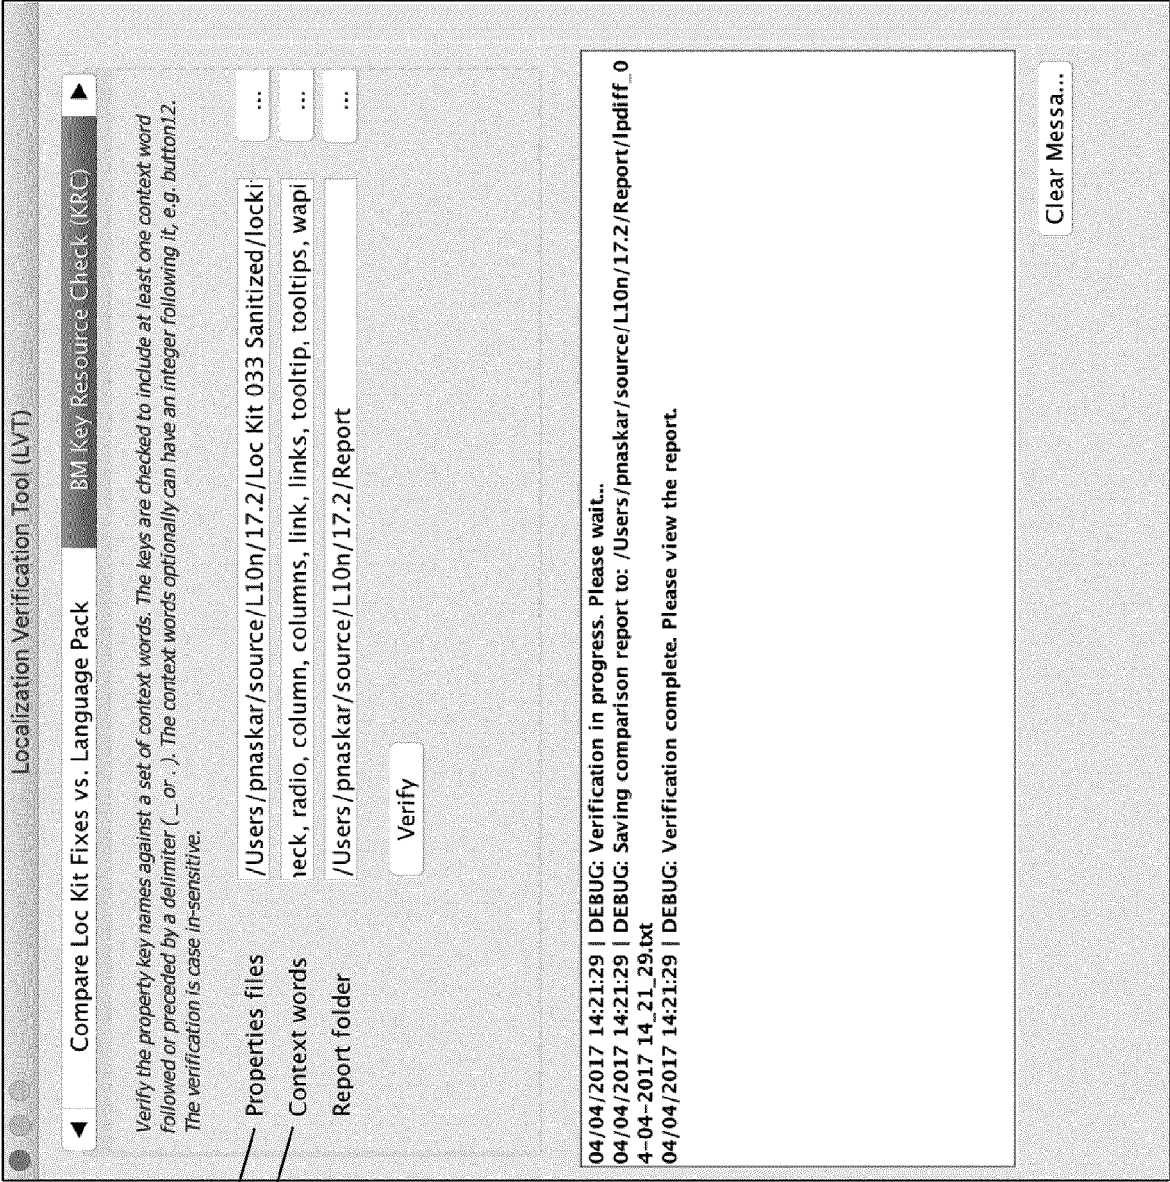 Localization Verification Tool (LVT)
◀ Compare Loc Kit Fixes vs. Language Pack BM Key Resource Check (KRC) ▶
Verify the property key names against a set of context words. The keys are checked to include at least one context word
followed or preceded by a delimiter ( _ or . ). The context words optionally can have an integer following it, e.g. button12.
The verification is case in-sensitive.
Properties files /Users/pnaskar/source/L10n/17.2/Loc Kit 033 Sanitized/locki ...
Context words neck, radio, column, columns, link, links, tooltip, tooltips, wapi ...
Report folder /Users/pnaskar/source/L10n/17.2/Report ...
Verify
04/04/2017 14:21:29 | DEBUG: Verification in progress. Please wait...
04/04/2017 14:21:29 | DEBUG: Saving comparison report to: /Users/pnaskar/source/L10n/17.2/Report/lpdiff_0
4-04-2017 14_21_29.txt
04/04/2017 14:21:29 | DEBUG: Verification complete. Please view the report.
Clear Messa...